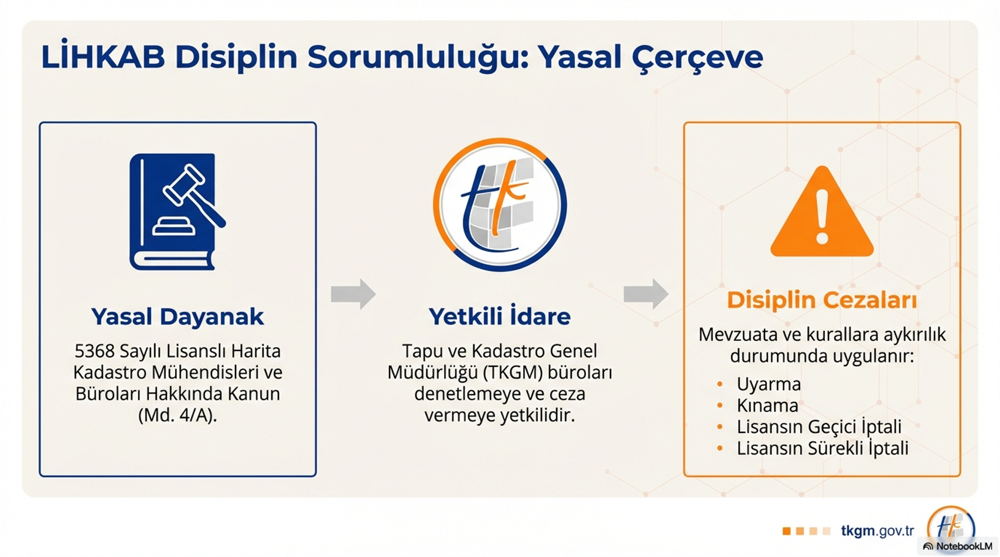 LİHKAB Disiplin Sorumluluğu: Yasal Çerçeve
Yasal Dayanak
5368 Sayılı Lisanslı Harita
Kadastro Mühendisleri ve
Büroları Hakkında Kanun
(Md. 4/A).
tk
Yetkili İdare
Tapu ve Kadastro Genel
Müdürlüğü (TKGM) büroları
denetlemeye ve ceza
vermeye yetkilidir.
Disiplin Cezaları
Mevzuata ve kurallara aykırılık
durumunda uygulanır:
• Uyarma
• Kınama
• Lisansın Geçici İptali
• Lisansın Sürekli İptali
tkgm.gov.tr
tk
NotebookLM